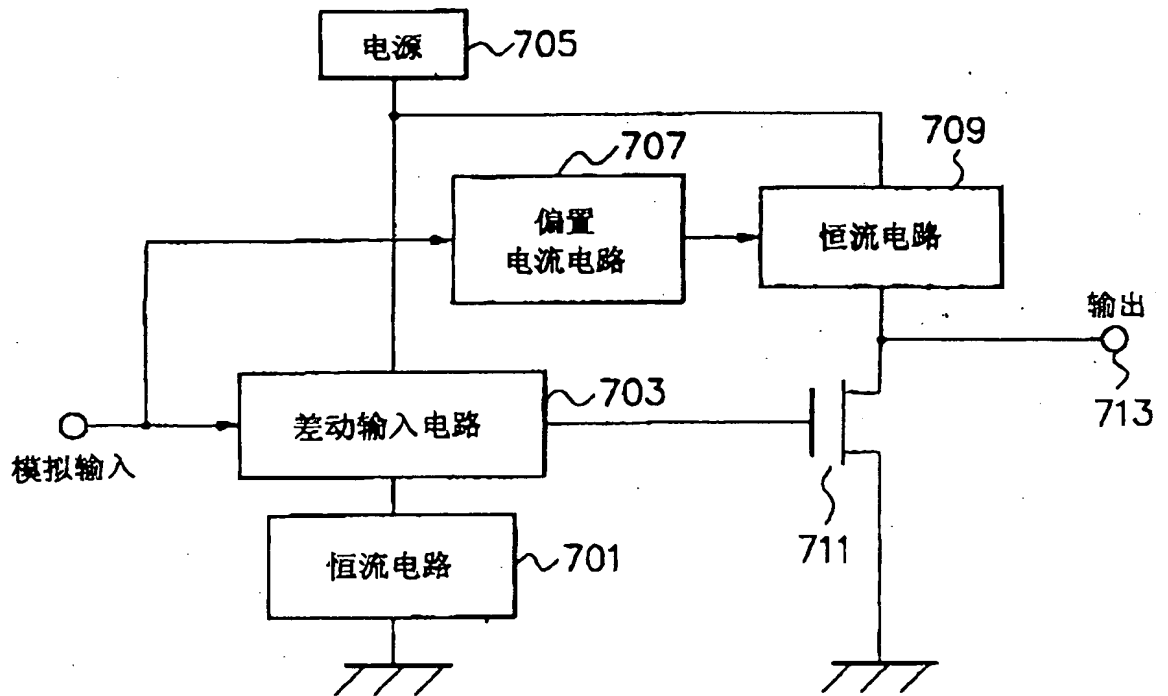 电源
705
707
709
偏置
电流电路
恒流电路
输出
713
差动输入电路
703
模拟输入
711
恒流电路
701